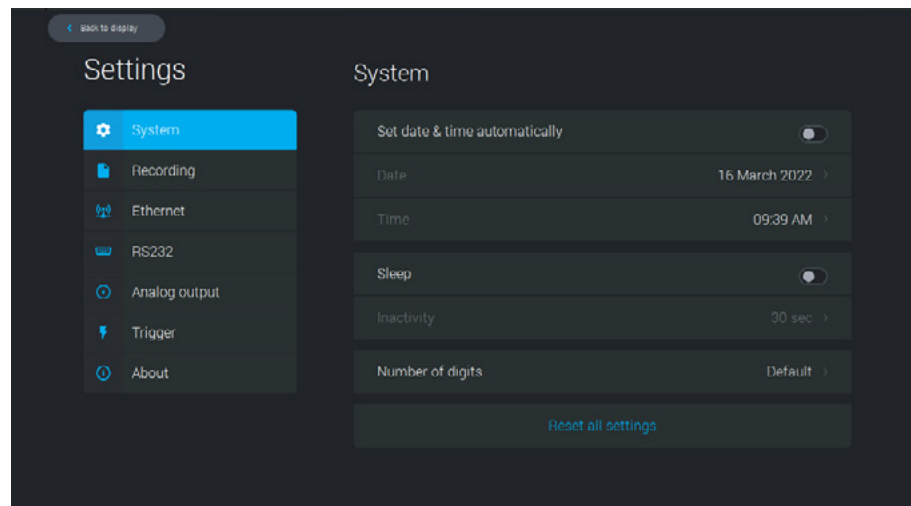 Back to display
Settings
System
System
Recording
Ethernet
RS232
Analog output
Trigger
About
Set date & time automatically
Date 16 March 2022
Time 09:39 AM
Sleep
Inactivity 30 sec
Number of digits Default
Reset all settings